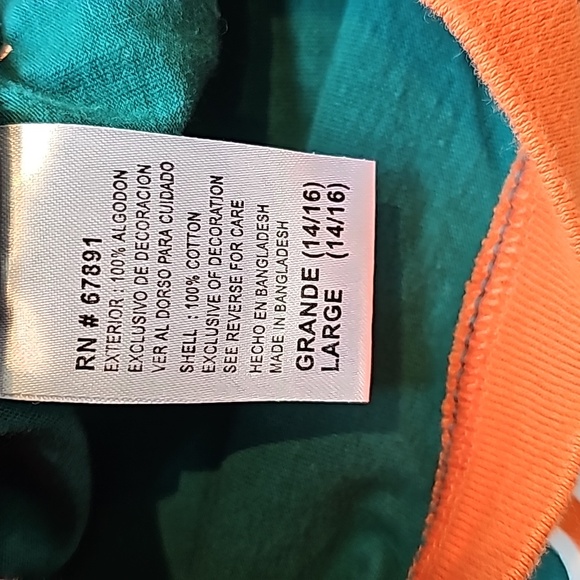 RN # 67891
EXTERIOR : 100% ALGODON
EXCLUSIVO DE DECORACION
VER AL DORSO PARA CUIDADO
SHELL : 100% COTTON
EXCLUSIVE OF DECORATION
SEE REVERSE FOR CARE
HECHO EN BANGLADESH
MADE IN BANGLADESH
GRANDE (14/16)
LARGE (14/16)